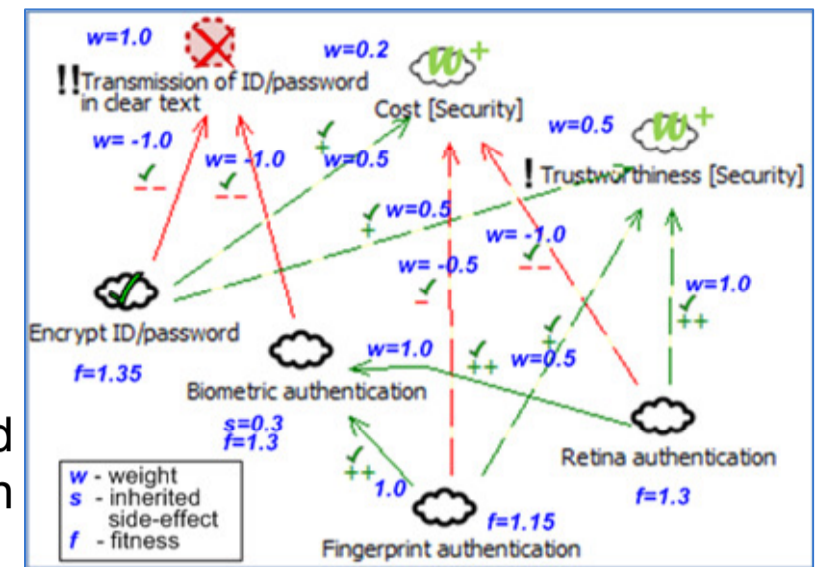 w=1.0
w=0.2
!!Transmission of ID/password
in clear text
Cost [Security]
w=0.5
! Trustworthiness [Security]
w= -1.0
w= -1.0
+
w=0.5
--
--
+
w=0.5
w= -1.0
--
w= -0.5
-
w=1.0
++
Encrypt ID/password
f=1.35
w=1.0
++
+
w=0.5
Biometric authentication
s=0.3
f=1.3
Retina authentication
f=1.3
++
1.0
f=1.15
Fingerprint authentication
w - weight
s - inherited
side-effect
f - fitness